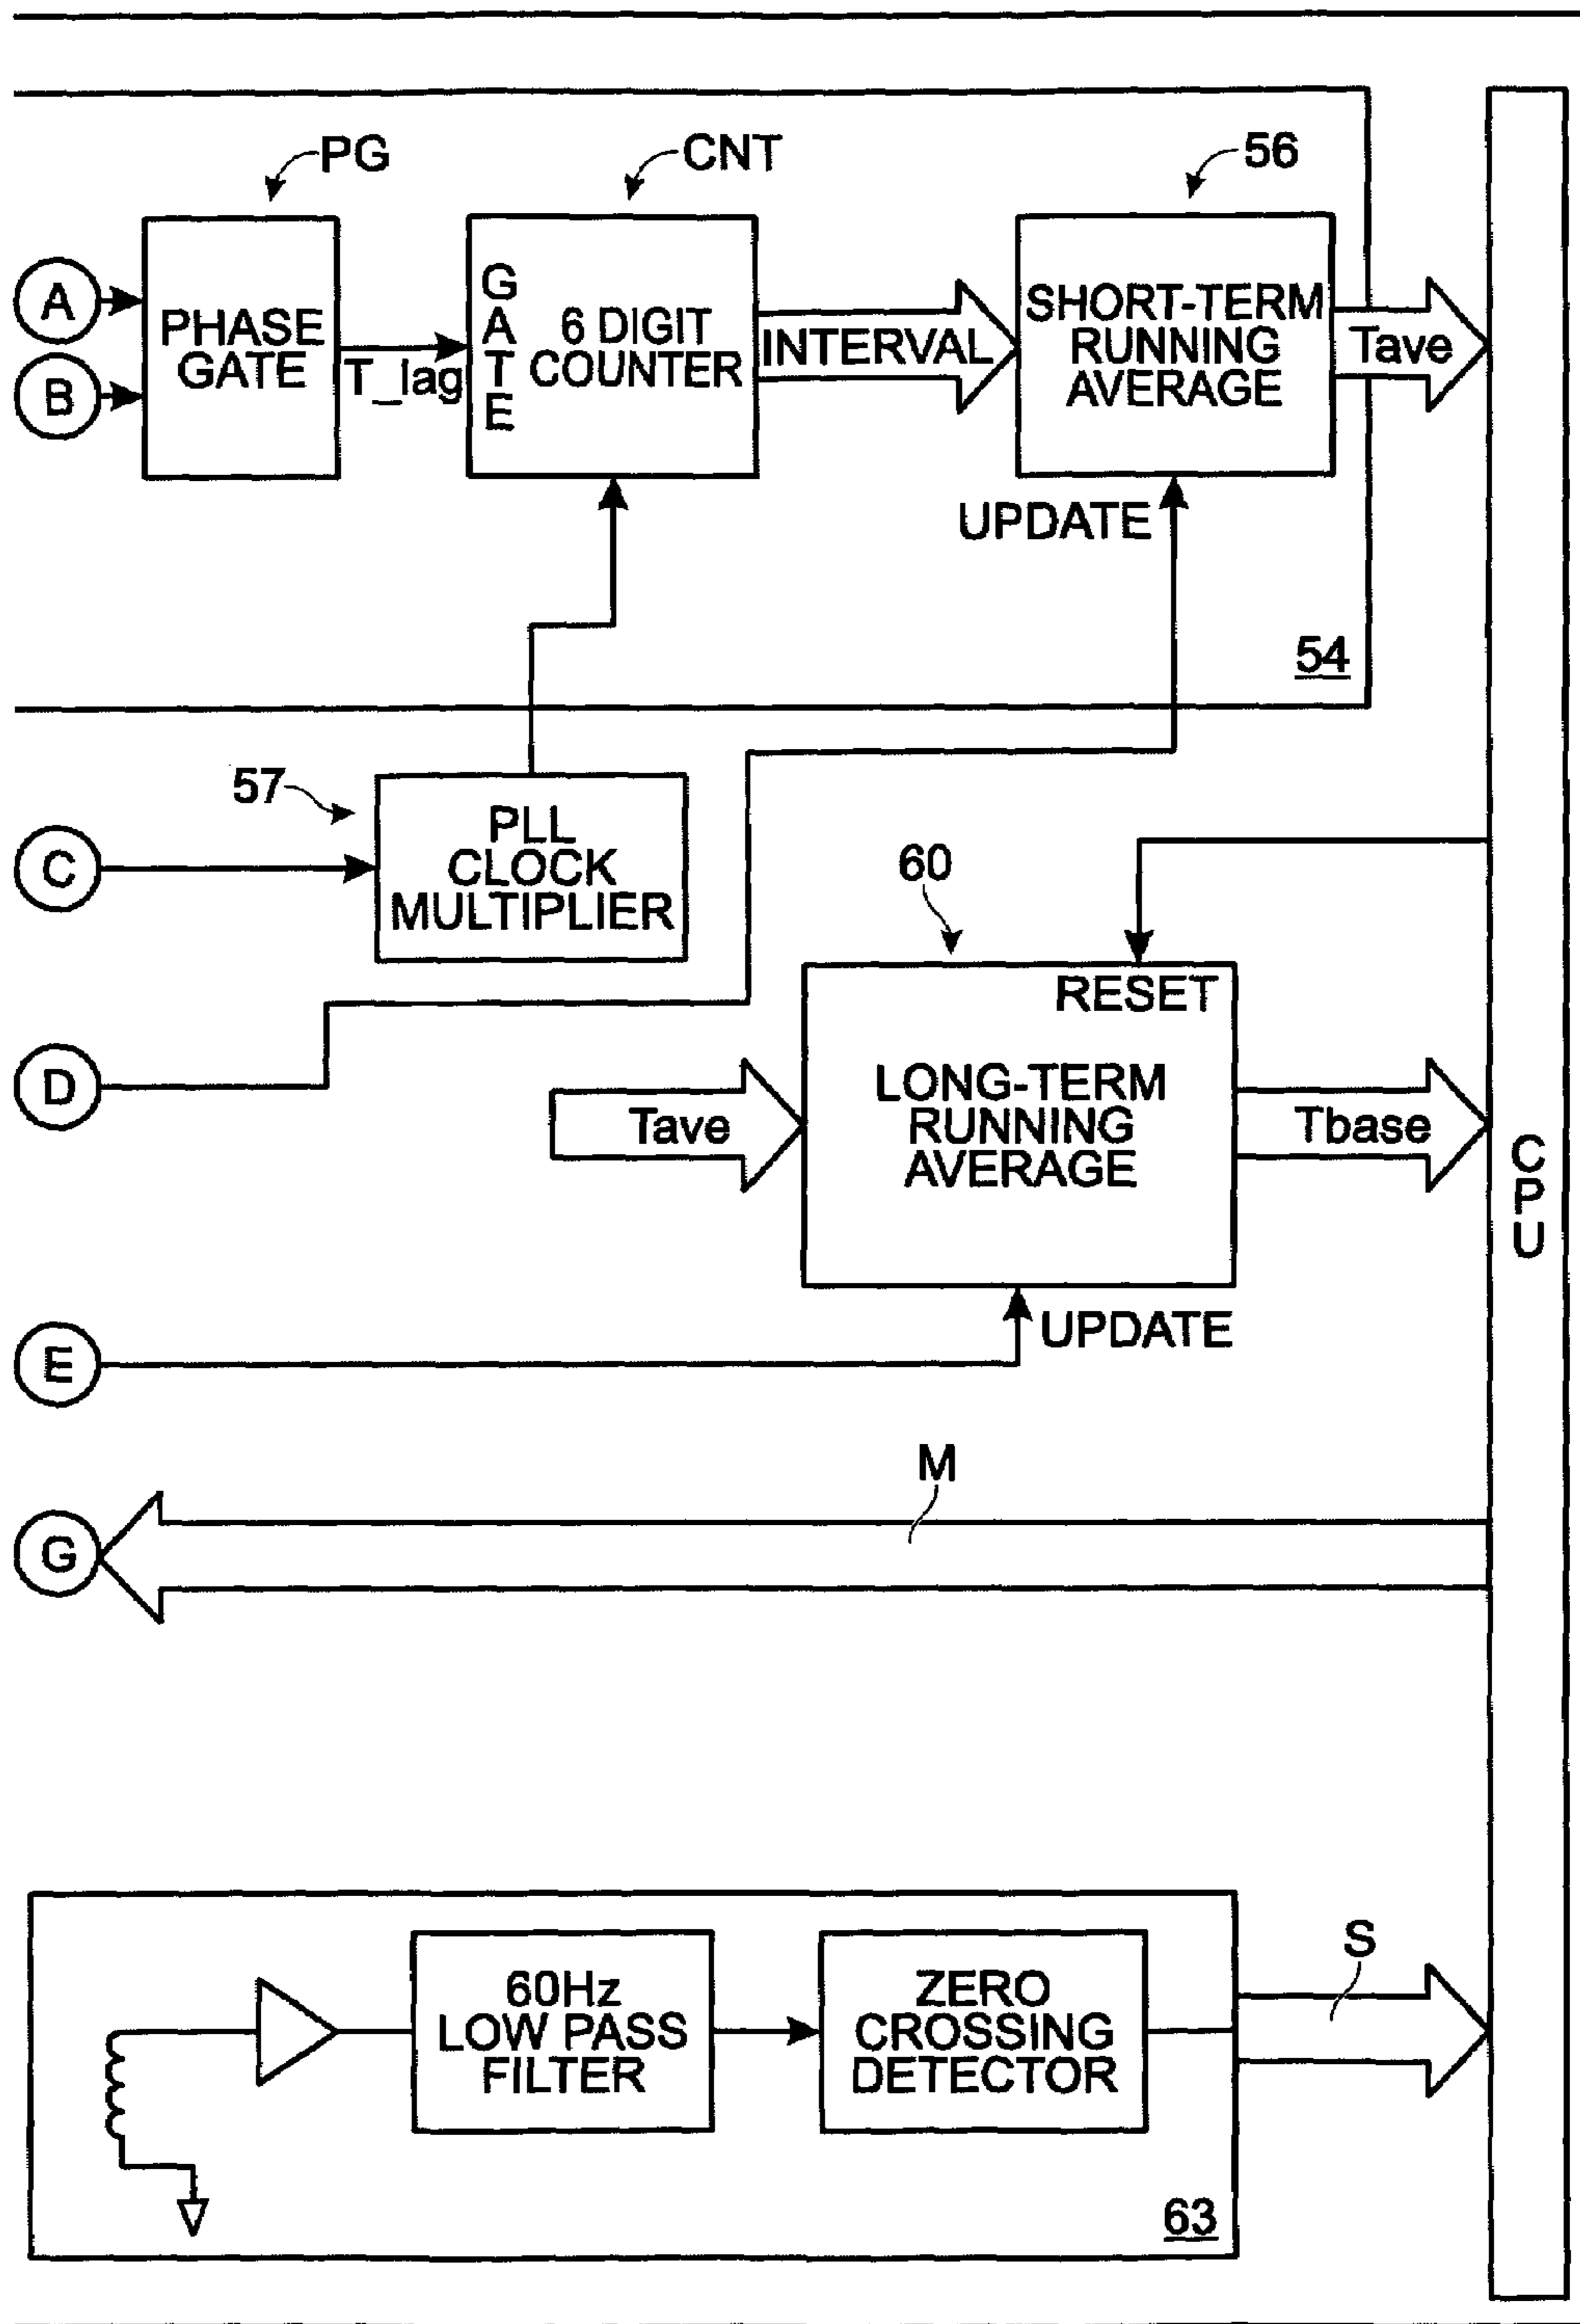 PG
CNT
56
A
B
PHASE
GATE
T_lag
GATE
6 DIGIT
COUNTER
INTERVAL
SHORT-TERM
RUNNING
AVERAGE
Tave
UPDATE
54
57
C
PLL
CLOCK
MULTIPLIER
60
RESET
D
Tave
LONG-TERM
RUNNING
AVERAGE
Tbase
CPU
E
UPDATE
M
G
S
60Hz
LOW PASS
FILTER
ZERO
CROSSING
DETECTOR
63